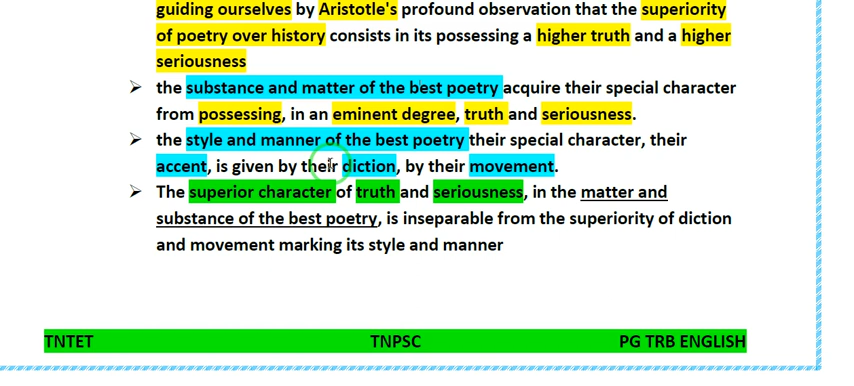 guiding ourselves by Aristotle's profound observation that the superiority
of poetry over history consists in its possessing a higher truth and a higher
seriousness
➢ the substance and matter of the best poetry acquire their special character
from possessing, in an eminent degree, truth and seriousness.
➢ the style and manner of the best poetry their special character, their
accent, is given by their diction, by their movement.
➢ The superior character of truth and seriousness, in the matter and
substance of the best poetry, is inseparable from the superiority of diction
and movement marking its style and manner
TNTET TNPSC PG TRB ENGLISH